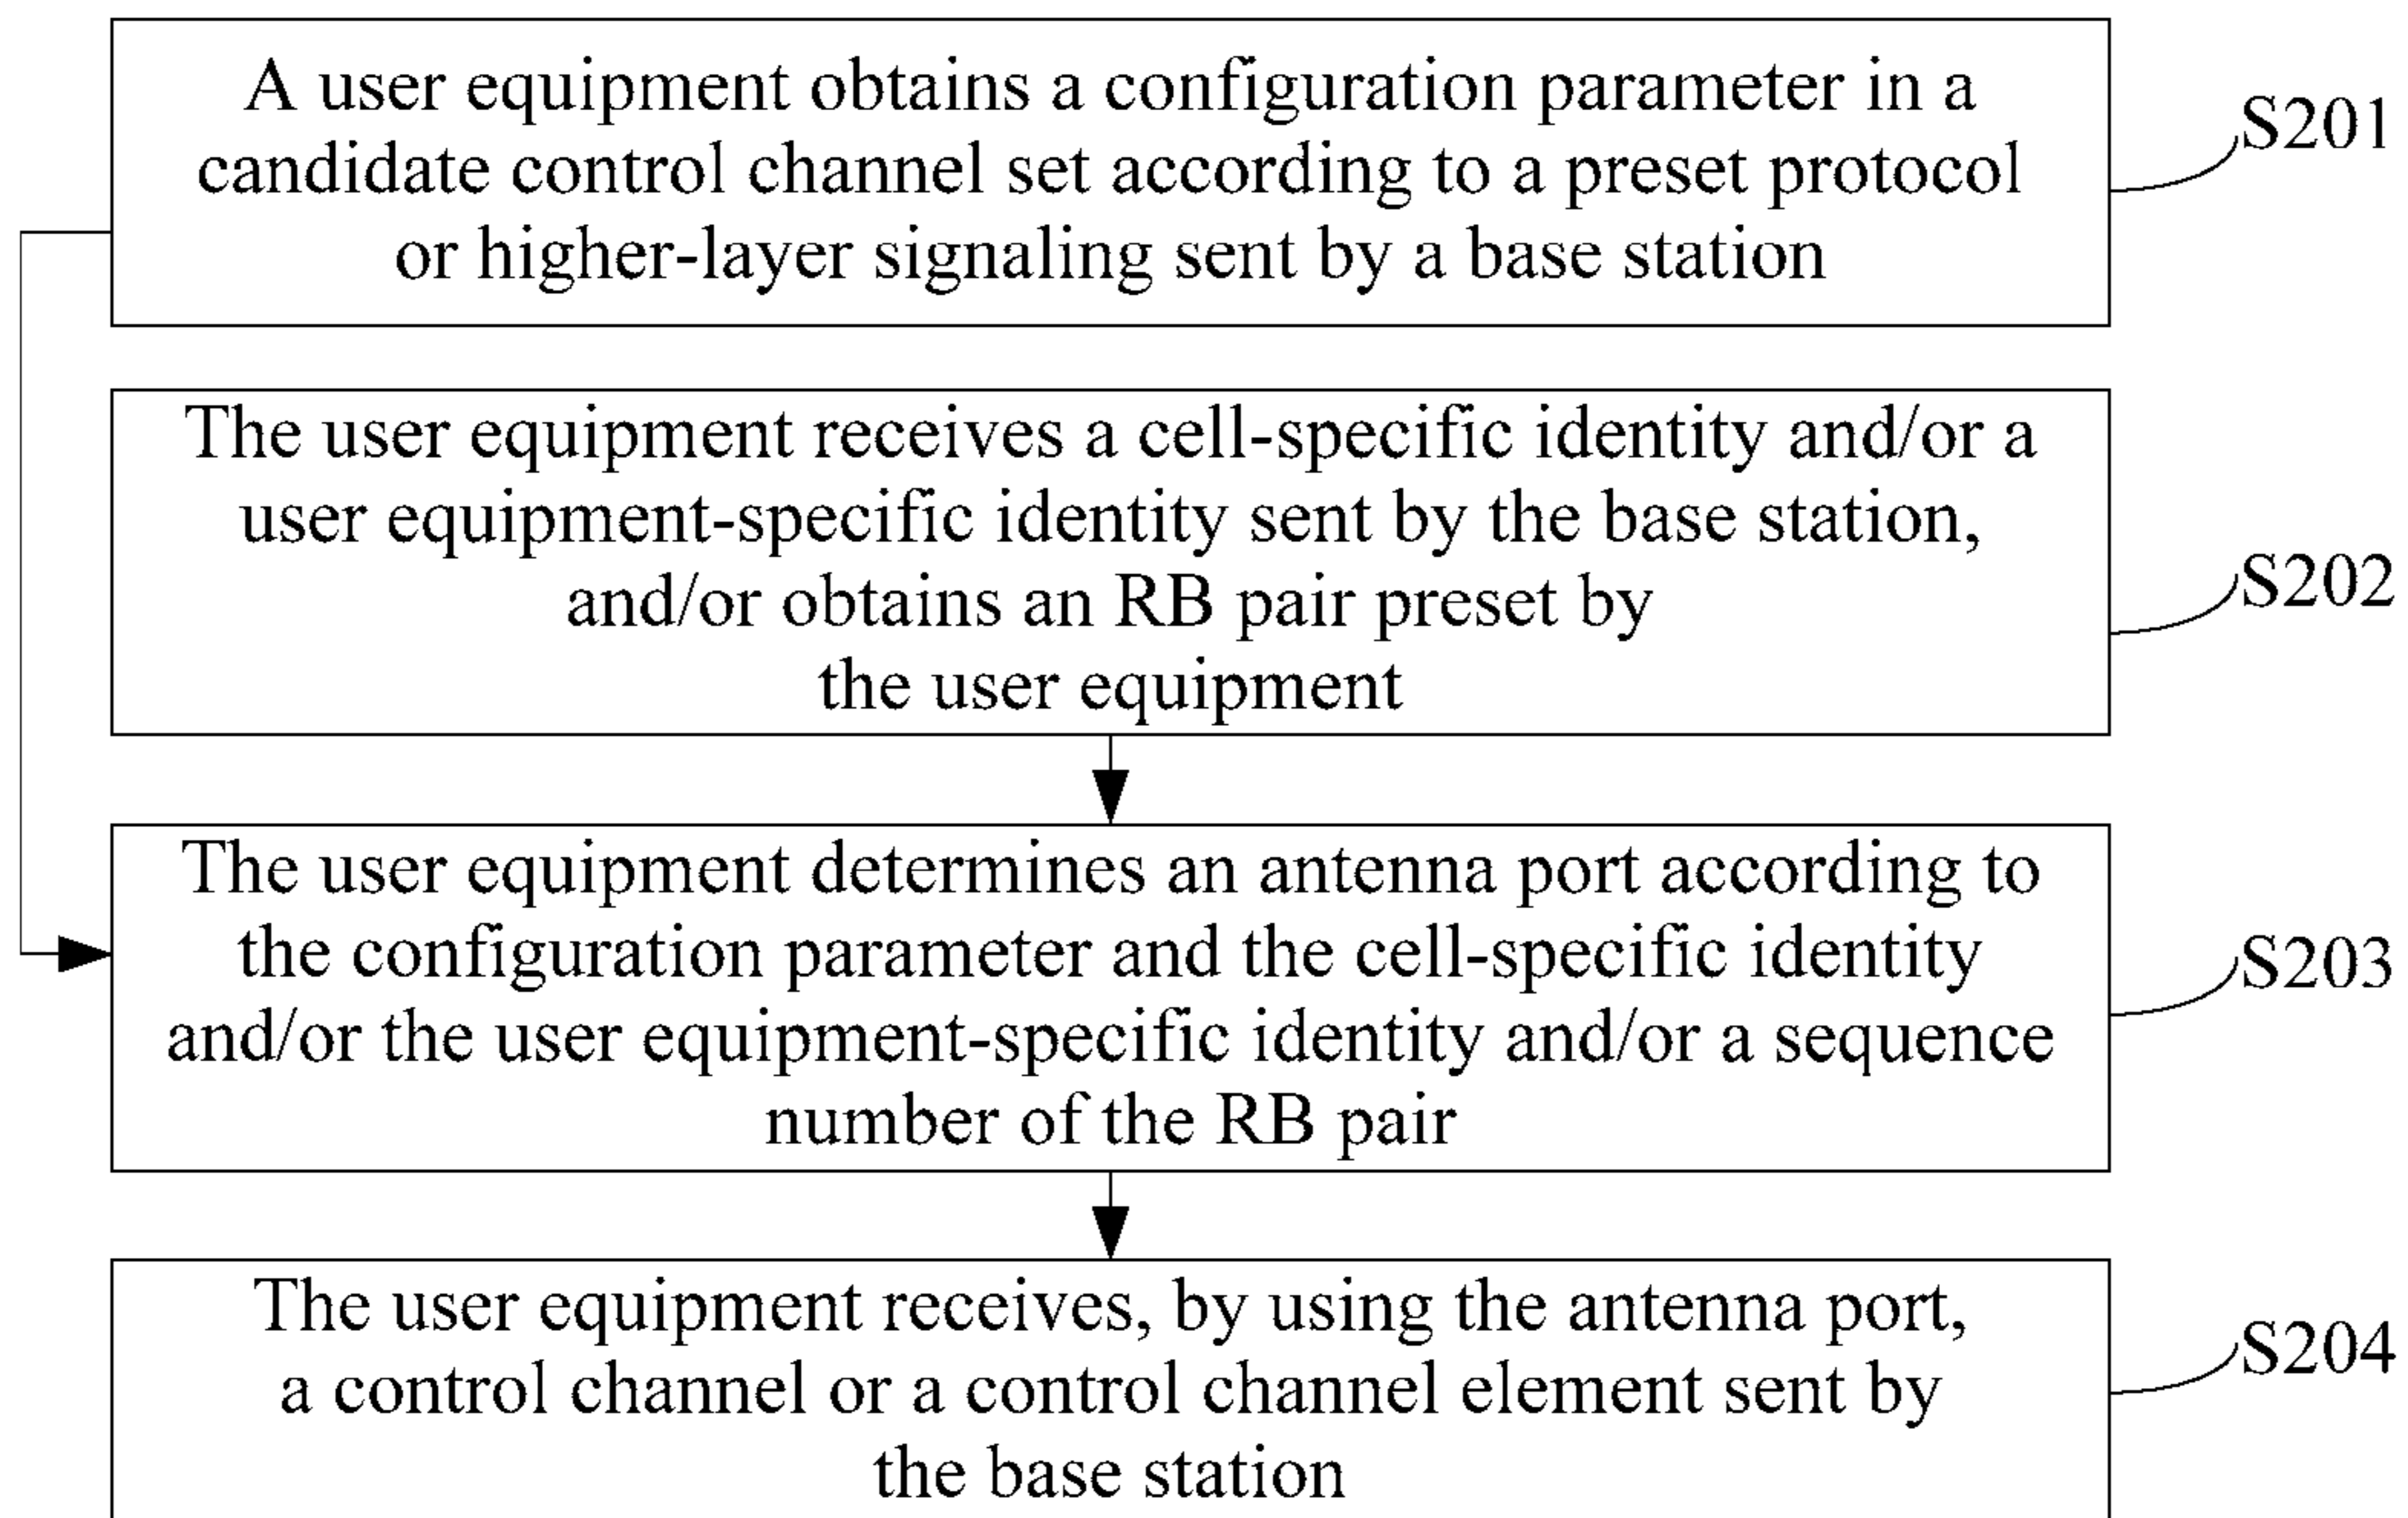 A user equipment obtains a configuration parameter in a
candidate control channel set according to a preset protocol
or higher-layer signaling sent by a base station
S201
The user equipment receives a cell-specific identity and/or a
user equipment-specific identity sent by the base station,
and/or obtains an RB pair preset by
the user equipment
S202
The user equipment determines an antenna port according to
the configuration parameter and the cell-specific identity
and/or the user equipment-specific identity and/or a sequence
number of the RB pair
S203
The user equipment receives, by using the antenna port,
a control channel or a control channel element sent by
the base station
S204